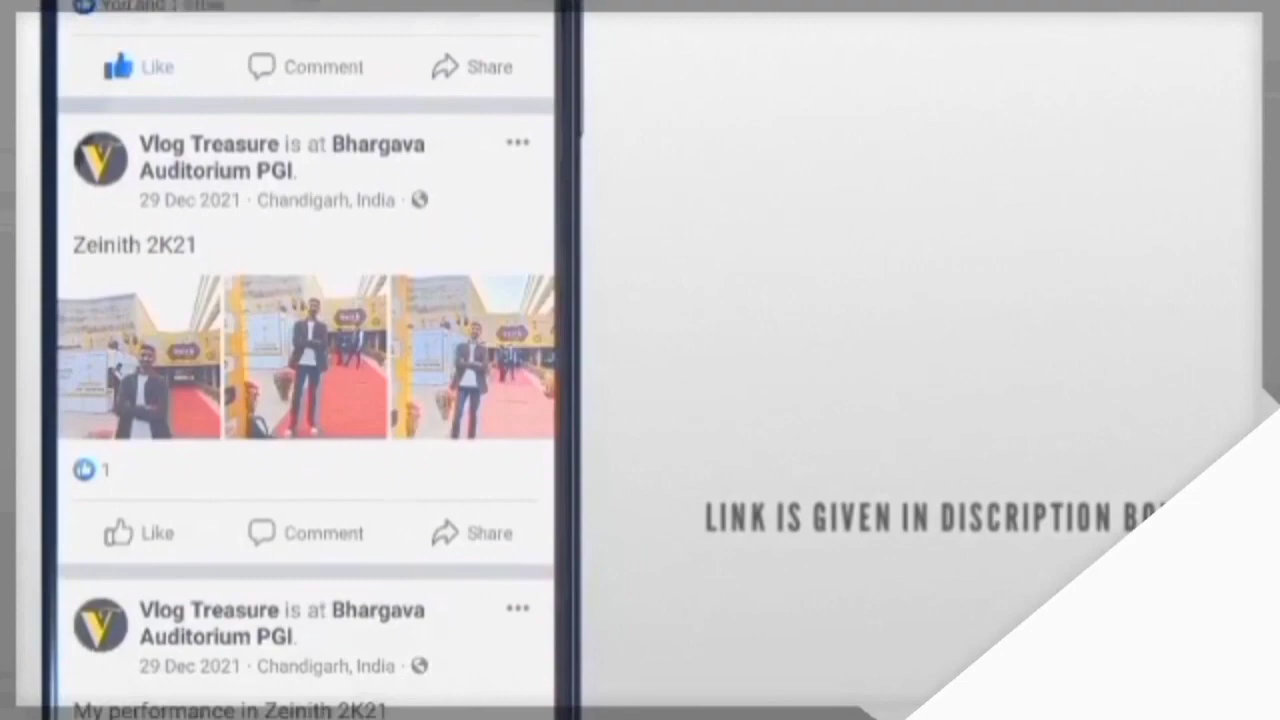 Like Comment Share
Vlog Treasure is at Bhargava
Auditorium PGI.
29 Dec 2021 · Chandigarh, India ·
Zeinith 2K21
1
Like Comment Share
LINK IS GIVEN IN DISCRIPTION
Vlog Treasure is at Bhargava
Auditorium PGI.
29 Dec 2021 · Chandigarh, India ·
My performance in Zeinith 2K21